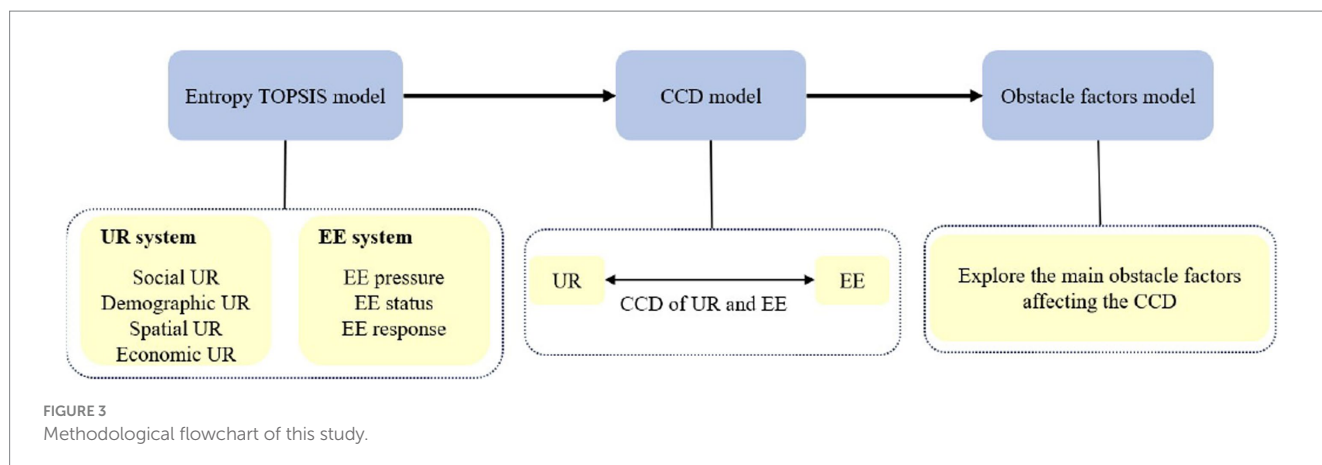 Entropy TOPSIS model
CCD model
Obstacle factors model
UR system
Social UR
Demographic UR
Spatial UR
Economic UR
EE system
EE pressure
EE status
EE response
UR
EE
CCD of UR and EE
Explore the main obstacle factors
affecting the CCD
FIGURE 3
Methodological flowchart of this study.